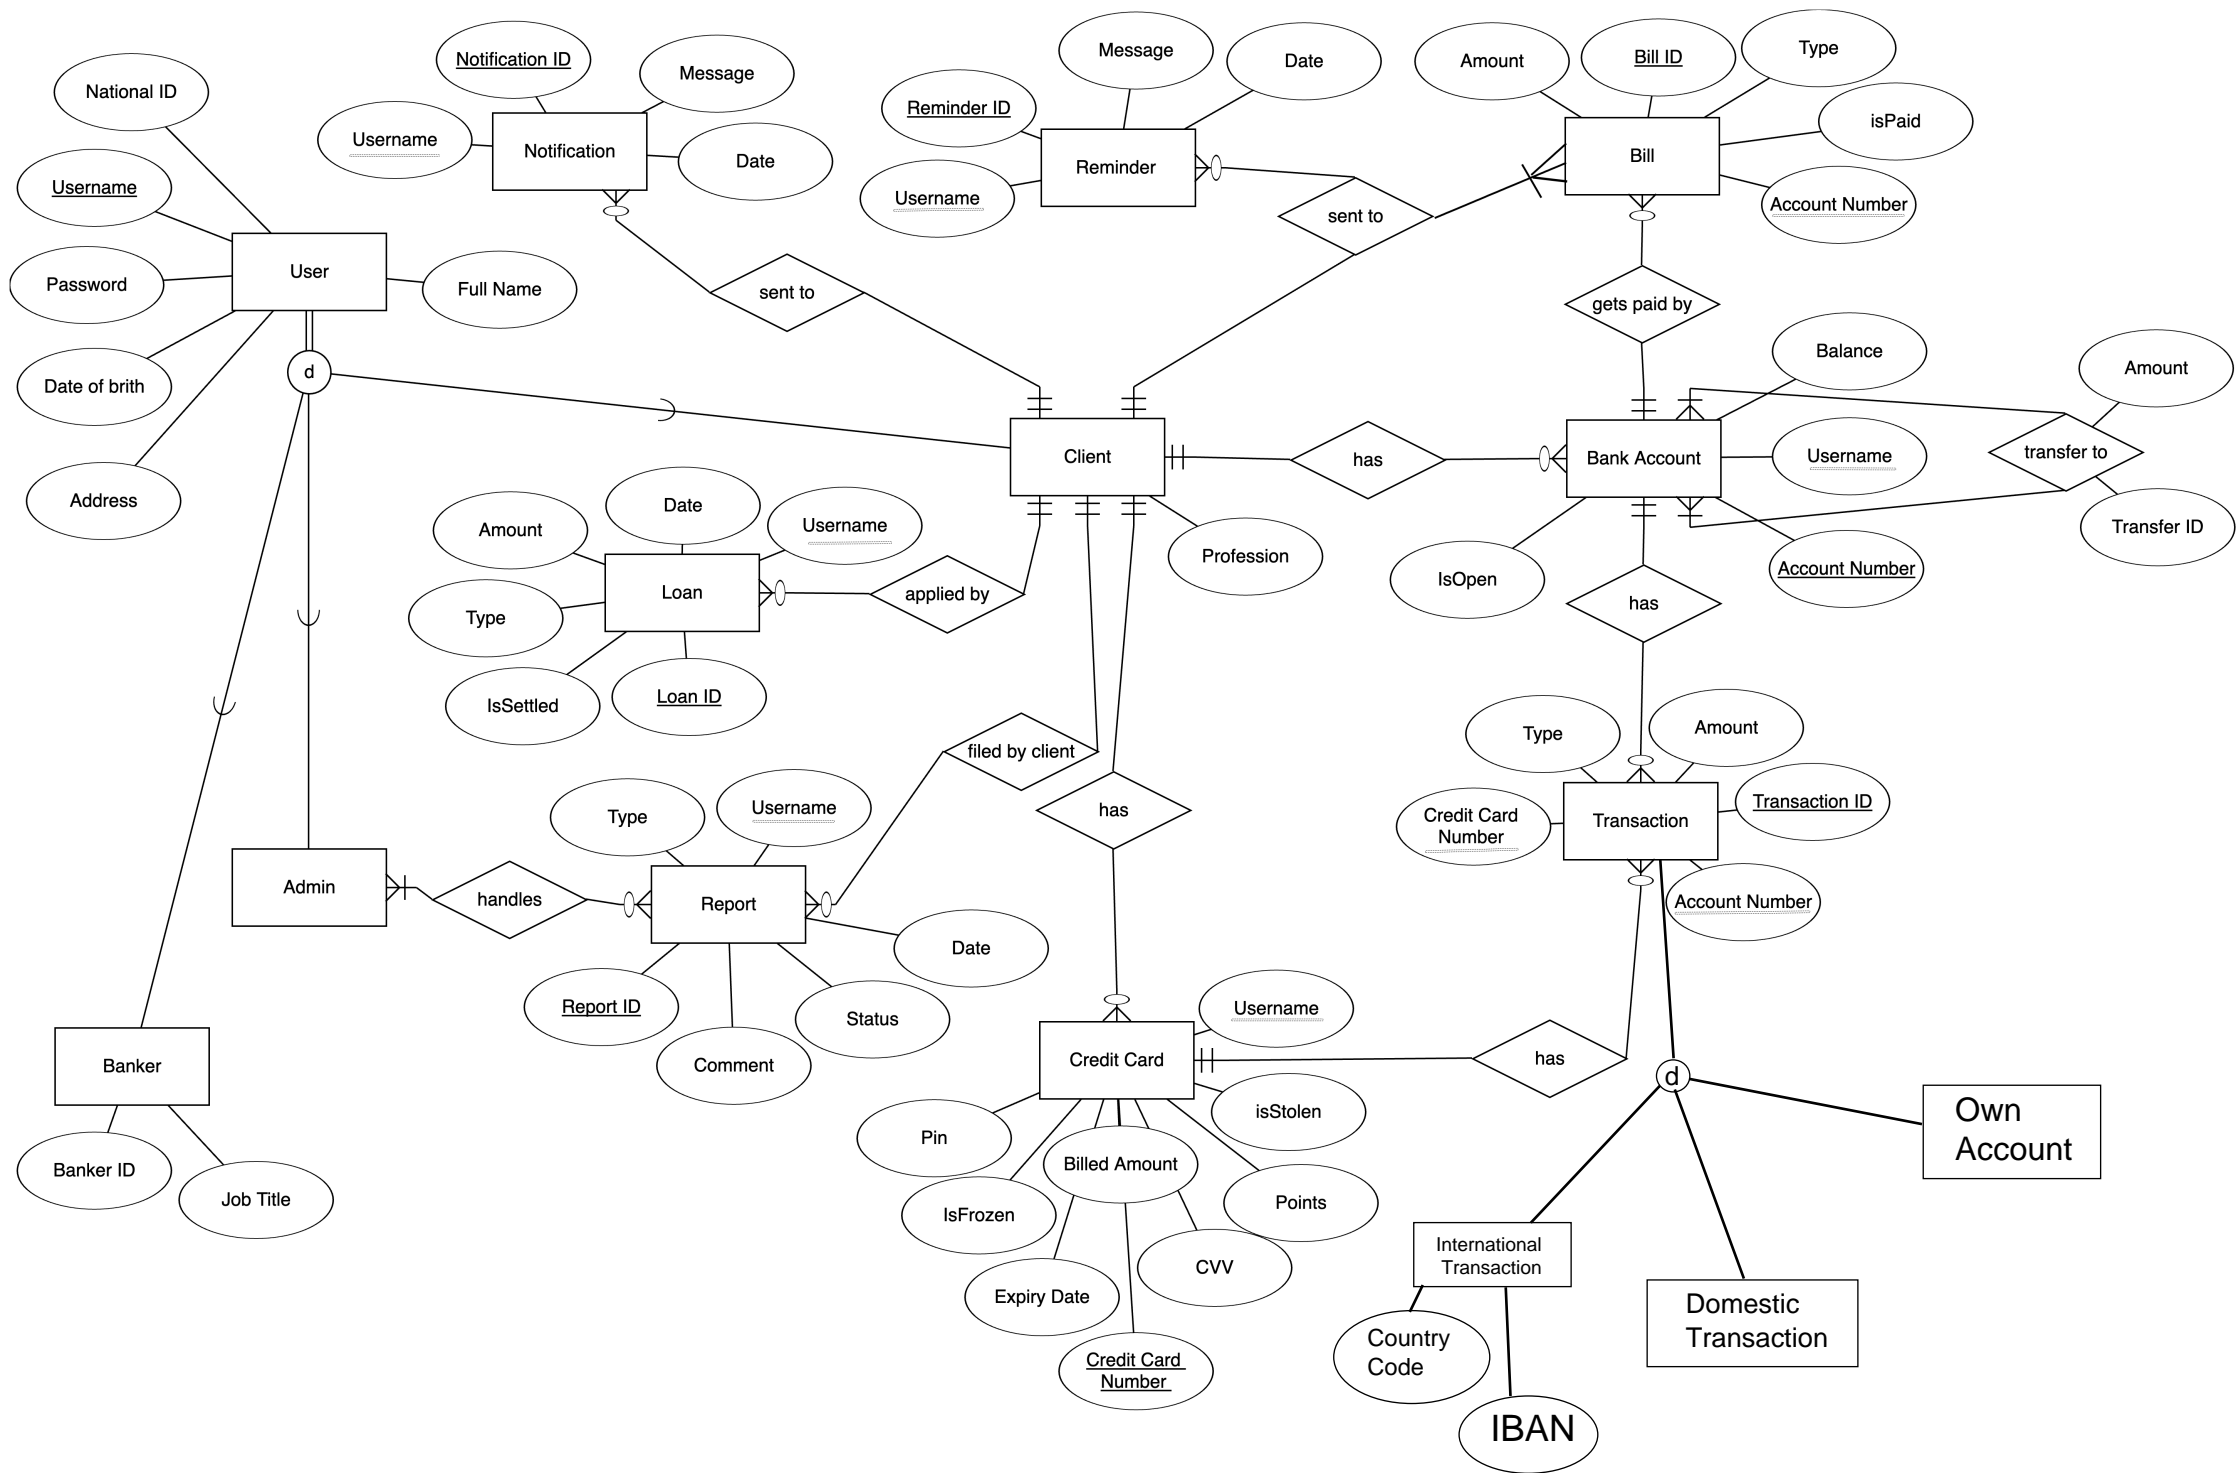 National ID
Username
Password
Date of brith
Address
Full Name
User
d
Notification ID
Message
Username
Notification
Date
sent to
Message
Date
Reminder ID
Reminder
Username
sent to
Amount
Bill ID
Type
isPaid
Bill
Account Number
gets paid by
Balance
Amount
Client
has
Bank Account
Username
transfer to
Transfer ID
Profession
IsOpen
Account Number
has
Date
Amount
Username
Loan
Type
applied by
IsSettled
Loan ID
filed by client
has
Type
Amount
Credit Card
Number
Transaction
Transaction ID
Account Number
Type
Username
Admin
handles
Report
Date
Report ID
Status
Comment
Banker
Banker ID
Job Title
Username
Credit Card
has
d
isStolen
Pin
Billed Amount
IsFrozen
Points
CVV
Expiry Date
Credit Card
Number
Own
Account
International
Transaction
Domestic
Transaction
Country
Code
IBAN